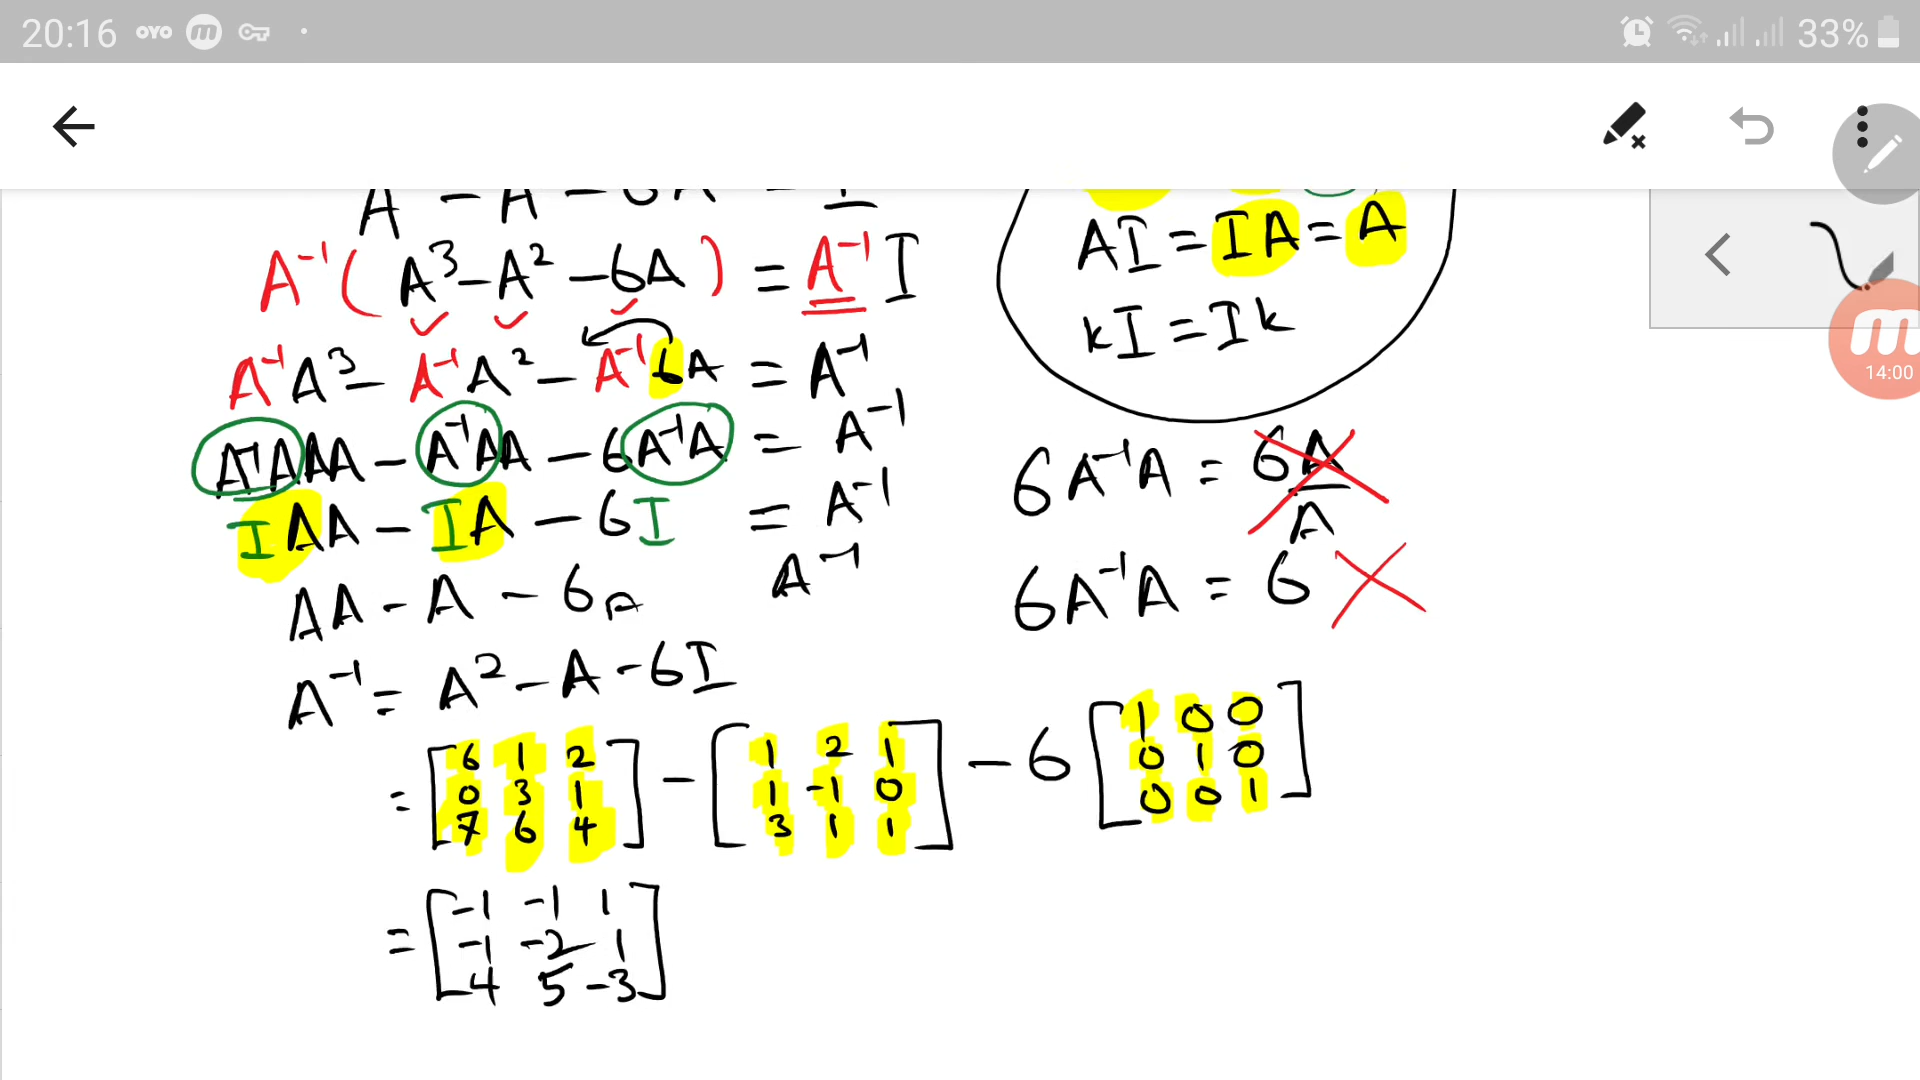 20:16 OYO m 33%
A⁻¹(A³-A²-6A) = A⁻¹I
A⁻¹A³-A⁻¹A²-A⁻¹6A = A⁻¹
A⁻¹AAA-A⁻¹AA-6A⁻¹A = A⁻¹
IAA-IA-6I = A⁻¹
AA-A-6A A⁻¹
A⁻¹= A²-A-6I
= [6 1 2 - [1 2 1 - 6 [1 0 0
0 3 1 1 -1 0 0 1 0
7 6 4] 3 1 1] 0 0 1]
= [-1 -1 1
-1 -2 1
4 5 -3]
AI=IA=A
kI=Ik
6A⁻¹A = 6A/A
6A⁻¹A = 6
m
14:00